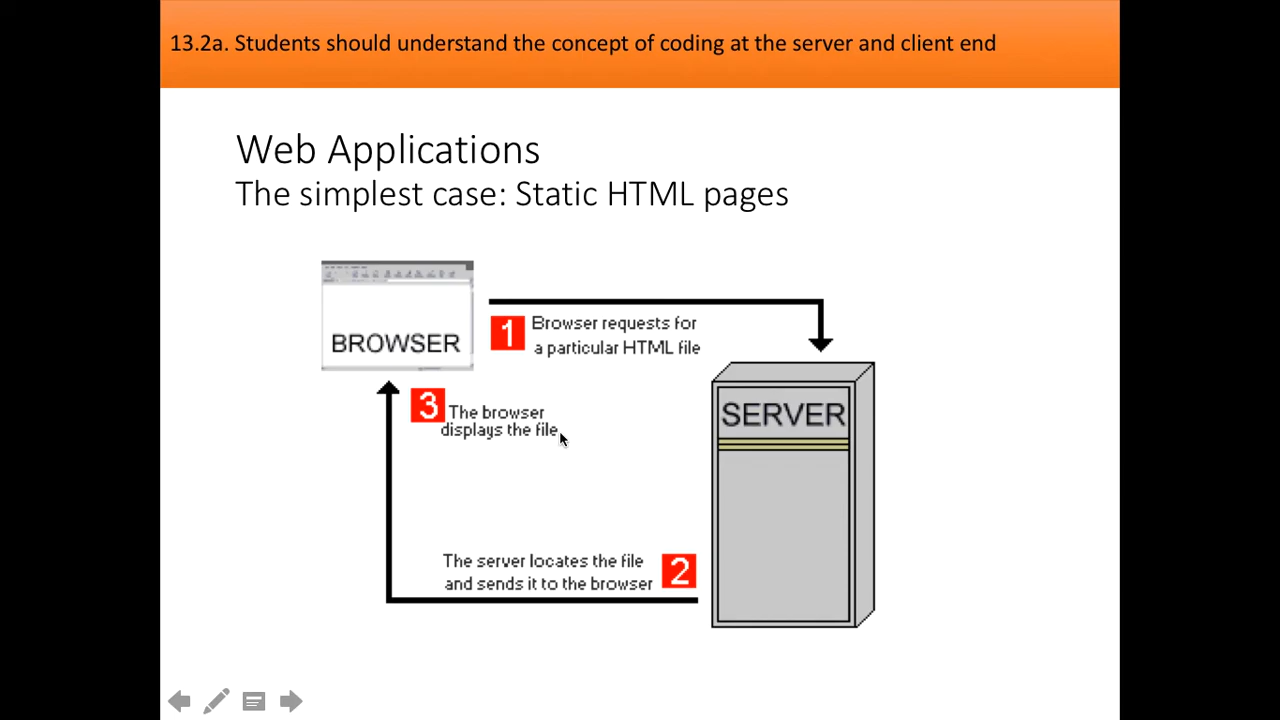 13.2a. Students should understand the concept of coding at the server and client end
Web Applications
The simplest case: Static HTML pages
BROWSER
1
Browser requests for
a particular HTML file
SERVER
3
The browser
displays the file
The server locates the file
and sends it to the browser
2